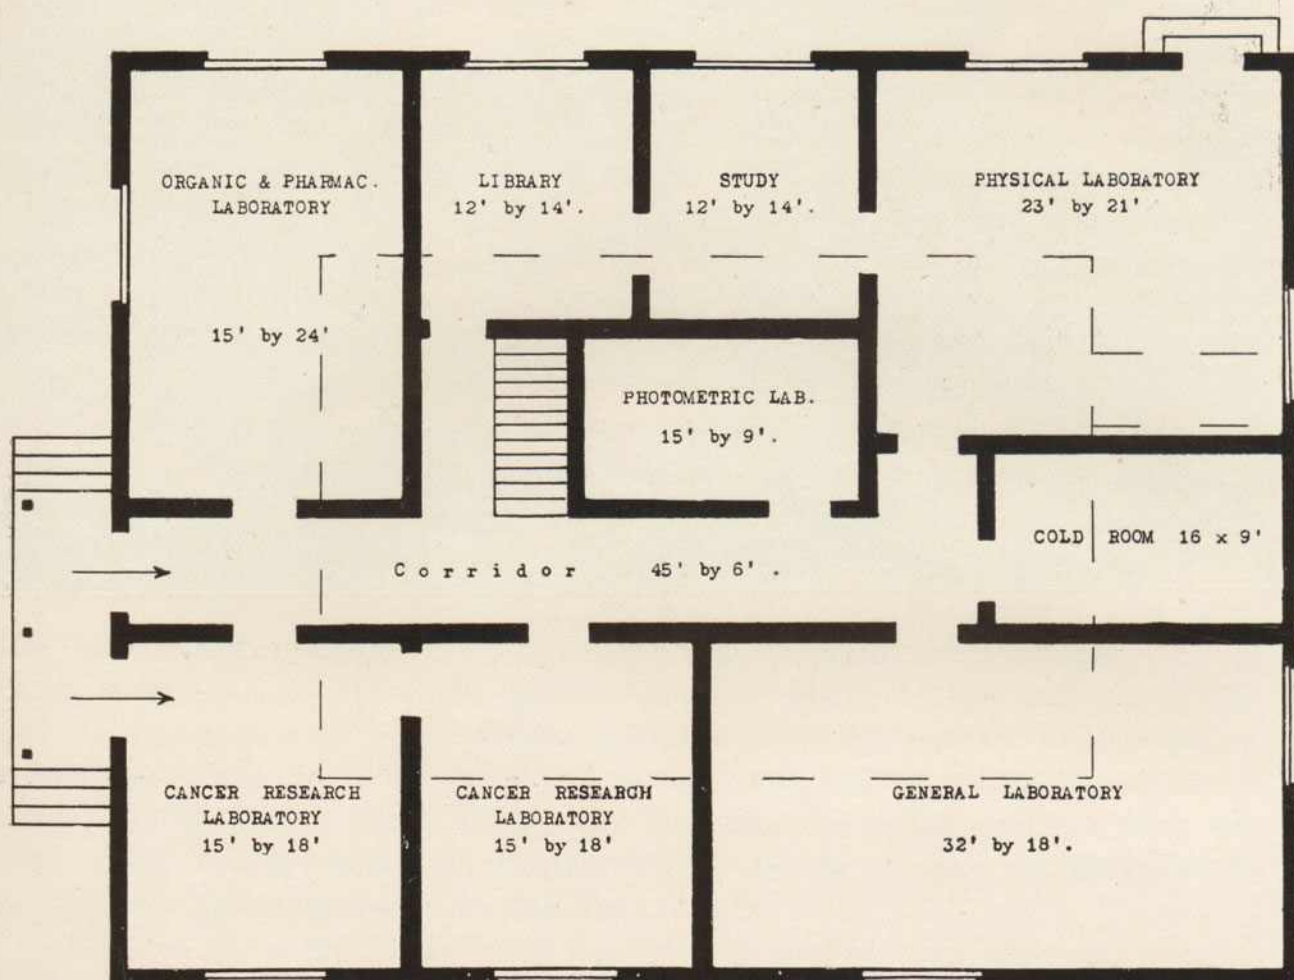 ORGANIC & PHARMAC.
LABORATORY
15' by 24'
LIBRARY
12' by 14'.
STUDY
12' by 14'.
PHYSICAL LABORATORY
23' by 21'
PHOTOMETRIC LAB.
15' by 9'.
COLD ROOM 16 x 9'
Corridor 45' by 6'.
CANCER RESEARCH
LABORATORY
15' by 18'
CANCER RESEARCH
LABORATORY
15' by 18'
GENERAL LABORATORY
32' by 18'.